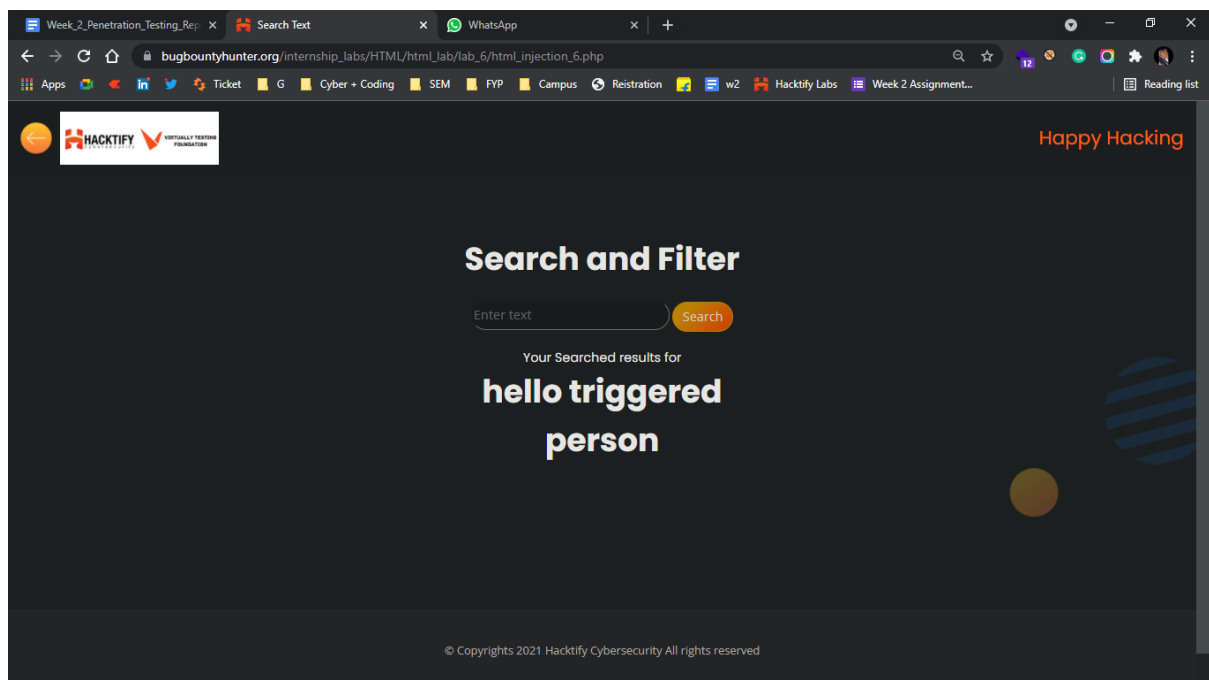 Week_2_Penetration_Testing_Rep
Search Text
WhatsApp
bugbountyhunter.org/internship_labs/HTML/html_lab/lab_6/html_injection_6.php
12
Apps
Ticket
G
Cyber + Coding
SEM
FYP
Campus
Reistration
w2
Hacktify Labs
Week 2 Assignment...
Reading list
HACKTIFY
CYBERSECURITY
VIRTUALLY TESTING
FOUNDATION
Happy Hacking
Search and Filter
Enter text
Search
Your Searched results for
hello triggered
person
© Copyrights 2021 Hacktify Cybersecurity All rights reserved